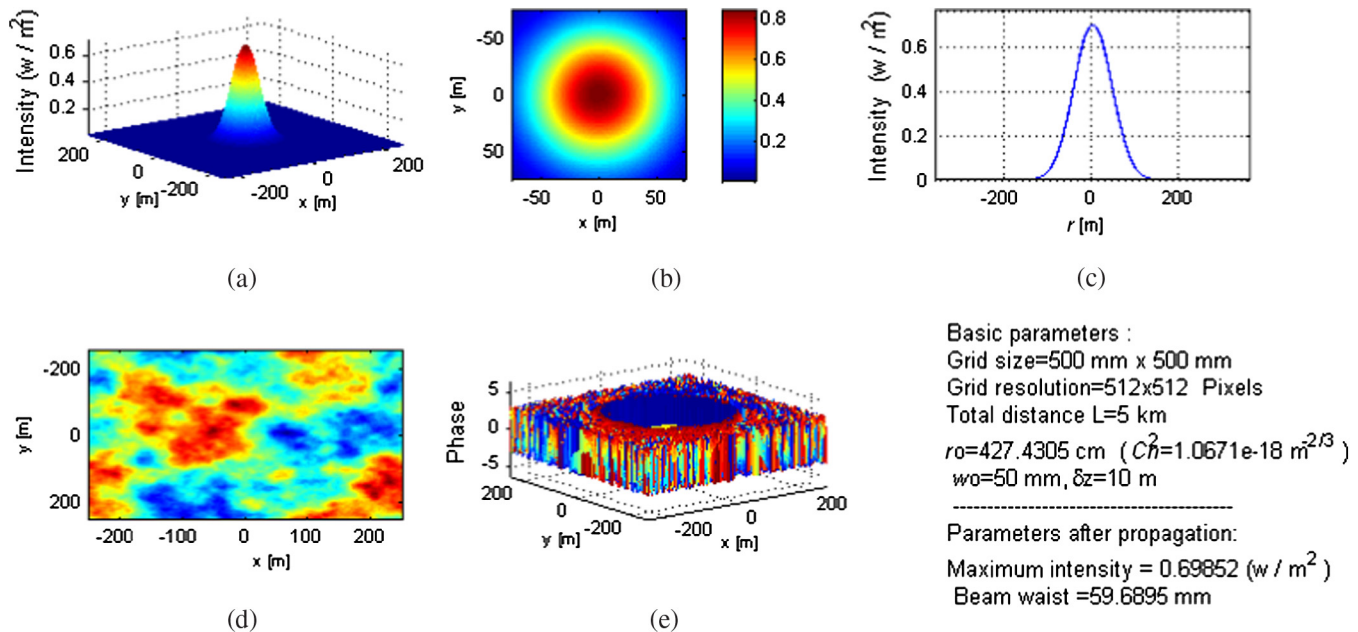 Intensity (w / m²)
0.6
0.4
0.2
200
0
-200
y [m]
-200
0
200
x [m]
(a)
y [m]
-50
0
50
-50 0 50
x [m]
0.8
0.6
0.4
0.2
(b)
Intensity (w / m²)
0.6
0.4
0.2
0
-200 0 200
r [m]
(c)
y [m]
-200
0
200
-200 -100 0 100 200
x [m]
(d)
Phase
5
0
-5
200
0
-200
y [m]
-200
0
200
x [m]
(e)
Basic parameters :
Grid size=500 mm x 500 mm
Grid resolution=512x512 Pixels
Total distance L=5 km
ro=427.4305 cm ( Cn²=1.0671e-18 m-2/3 )
wo=50 mm, δz=10 m
------------------------------------
Parameters after propagation:
Maximum intensity = 0.69852 (w / m²)
Beam waist =59.6895 mm